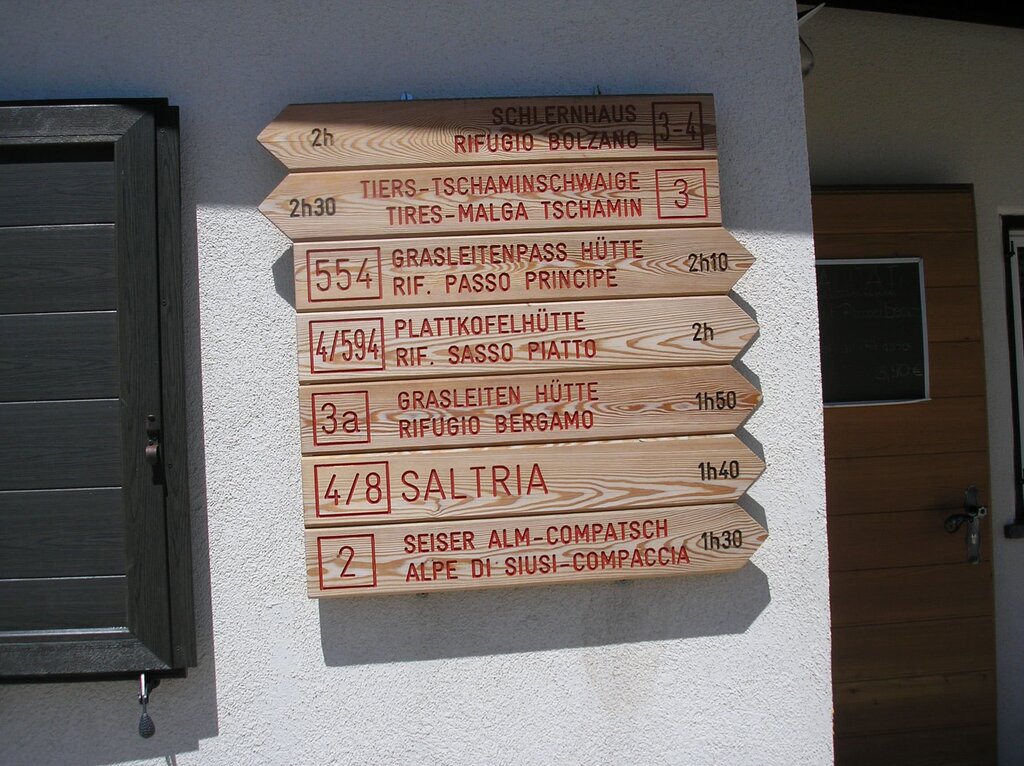 SCHLERNHAUS
2h
RIFUGIO BOLZANO
3-4
TIERS-TSCHAMINSCHWAIGE
2h30
TIRES-MALGA TSCHAMIN
3
554
GRASLEITENPASS HÜTTE
RIF. PASSO PRINCIPE
2h10
4/594
PLATTKOFELHÜTTE
RIF. SASSO PIATTO
2h
3a
GRASLEITEN HÜTTE
RIFUGIO BERGAMO
1h50
4/8
SALTRIA
1h40
2
SEISER ALM-COMPATSCH
ALPE DI SIUSI-COMPACCIA
1h30
3,50€